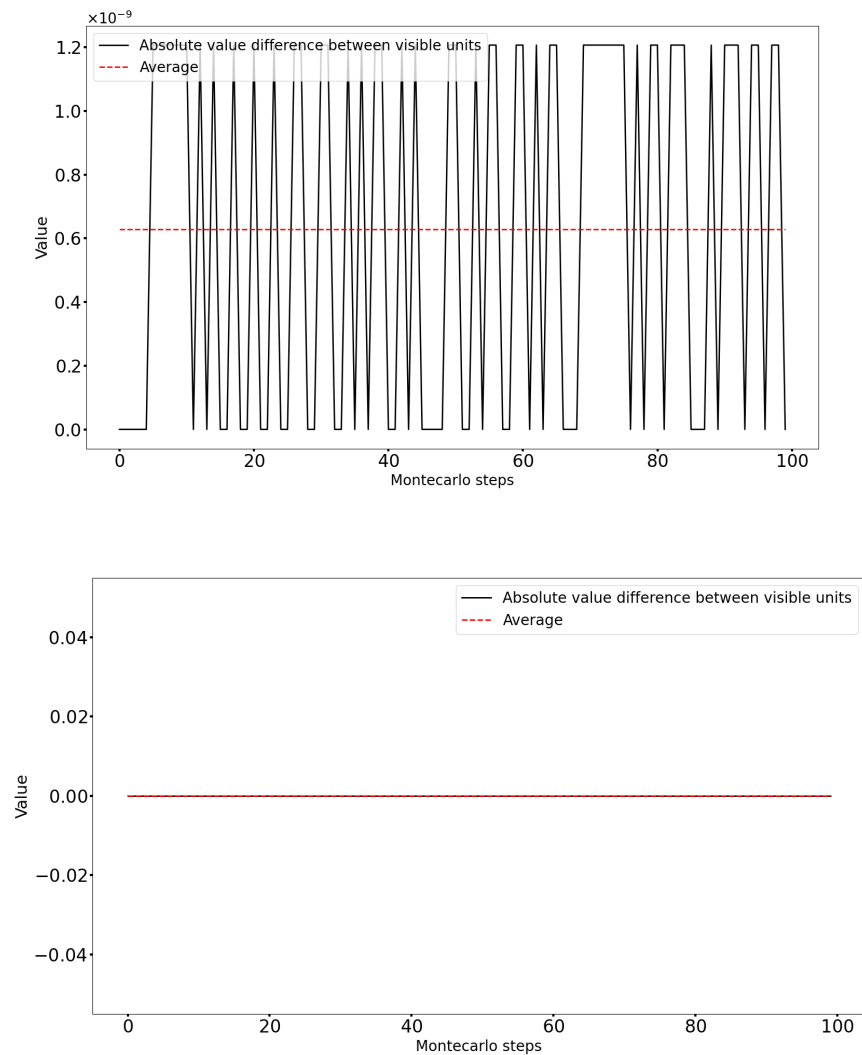 ×10⁻⁹
Absolute value difference between visible units
Average
1.2
1.0
0.8
0.6
0.4
0.2
0.0
Value
0 20 40 60 80 100
Montecarlo steps
Absolute value difference between visible units
Average
0.04
0.02
0.00
−0.02
−0.04
Value
0 20 40 60 80 100
Montecarlo steps